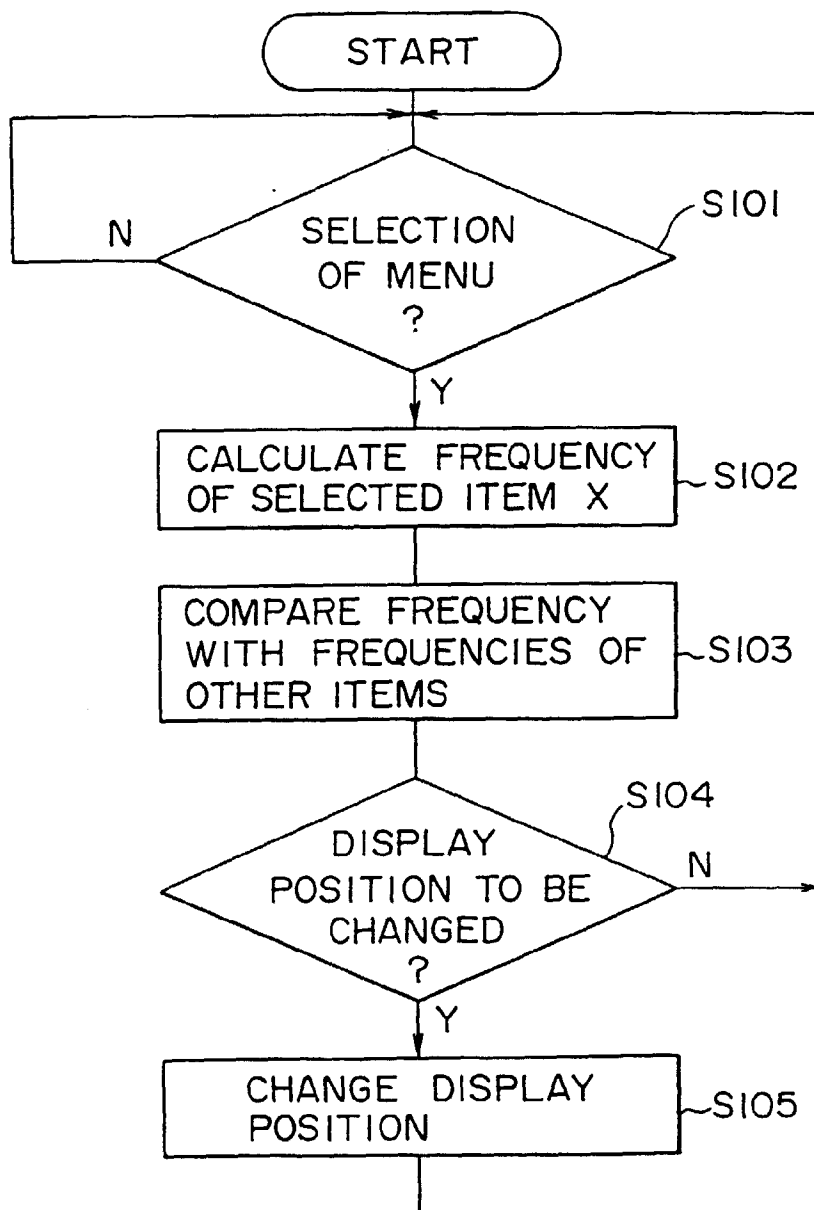 START
N
SELECTION
OF MENU
?
S101
Y
CALCULATE FREQUENCY
OF SELECTED ITEM X
S102
COMPARE FREQUENCY
WITH FREQUENCIES OF
OTHER ITEMS
S103
S104
DISPLAY
POSITION TO BE
CHANGED
?
N
Y
CHANGE DISPLAY
POSITION
S105